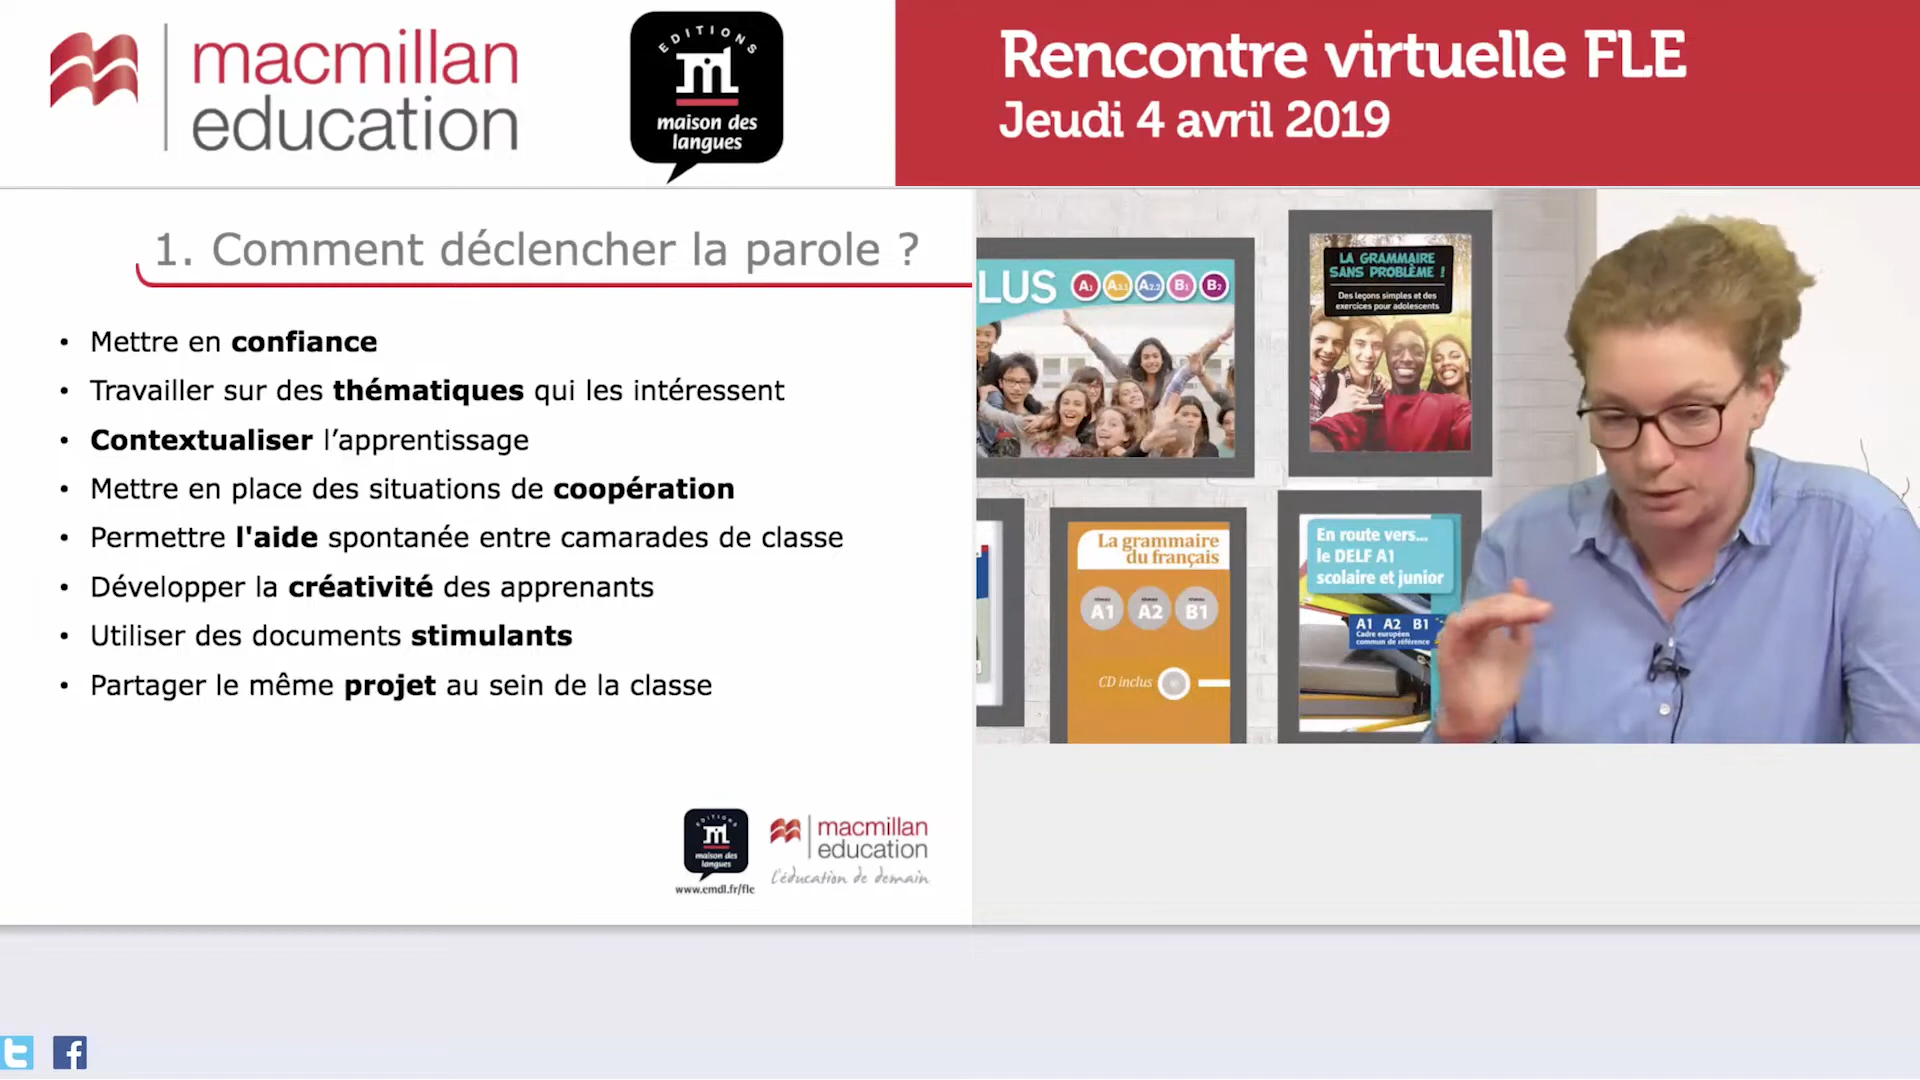 macmillan
education
EDITIONS
maison des
langues
Rencontre virtuelle FLE
Jeudi 4 avril 2019
1. Comment déclencher la parole ?
• Mettre en confiance
• Travailler sur des thématiques qui les intéressent
• Contextualiser l’apprentissage
• Mettre en place des situations de coopération
• Permettre l'aide spontanée entre camarades de classe
• Développer la créativité des apprenants
• Utiliser des documents stimulants
• Partager le même projet au sein de la classe
EDITIONS
maison des
langues
www.emdl.fr/fle
macmillan
education
L'éducation de demain
LUS A1 A2.1 A2.2 B1 B2
LA GRAMMAIRE
SANS PROBLÈME !
Des leçons simples et des
exercices pour adolescents
La grammaire
du français
A1 A2 B1
CD inclus
En route vers...
le DELF A1
scolaire et junior
A1 A2 B1
Cadre européen
commun de référence